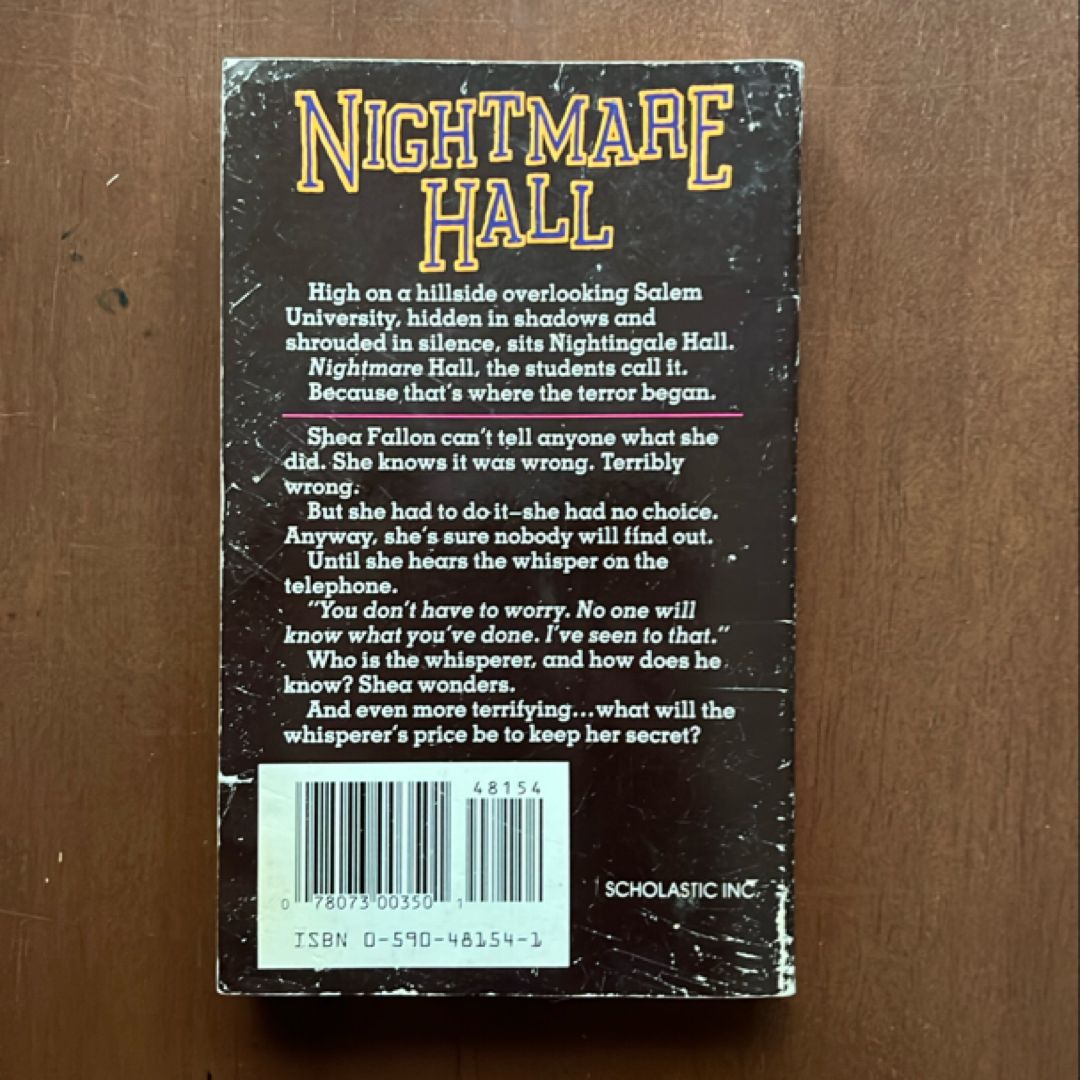 NIGHTMARE
HALL
High on a hillside overlooking Salem
University, hidden in shadows and
shrouded in silence, sits Nightingale Hall.
Nightmare Hall, the students call it.
Because that's where the terror began.
Shea Fallon can't tell anyone what she
did. She knows it was wrong. Terribly
wrong.
But she had to do it–she had no choice.
Anyway, she's sure nobody will find out.
Until she hears the whisper on the
telephone.
"You don't have to worry. No one will
know what you've done. I've seen to that."
Who is the whisperer, and how does he
know? Shea wonders.
And even more terrifying...what will the
whisperer's price be to keep her secret?
48154
0 78073 00350 1
SCHOLASTIC INC.
ISBN 0-590-48154-1